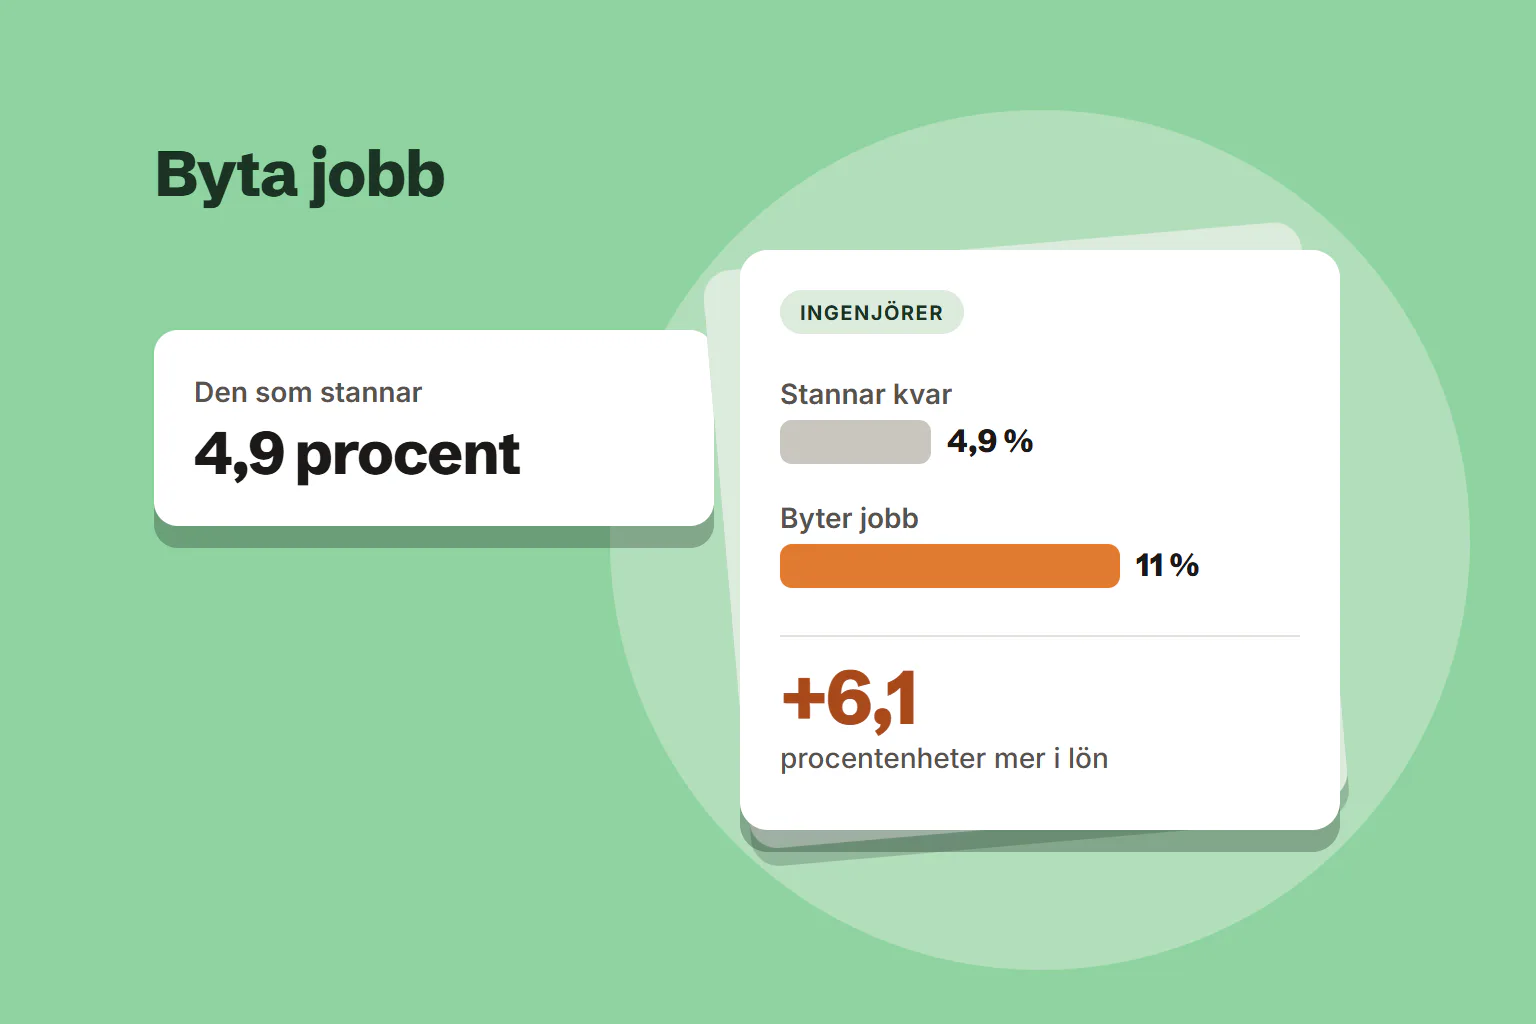 Byta jobb
Den som stannar
4,9 procent
INGENJÖRER
Stannar kvar
4,9 %
Byter jobb
11 %
+6,1
procentenheter mer i lön